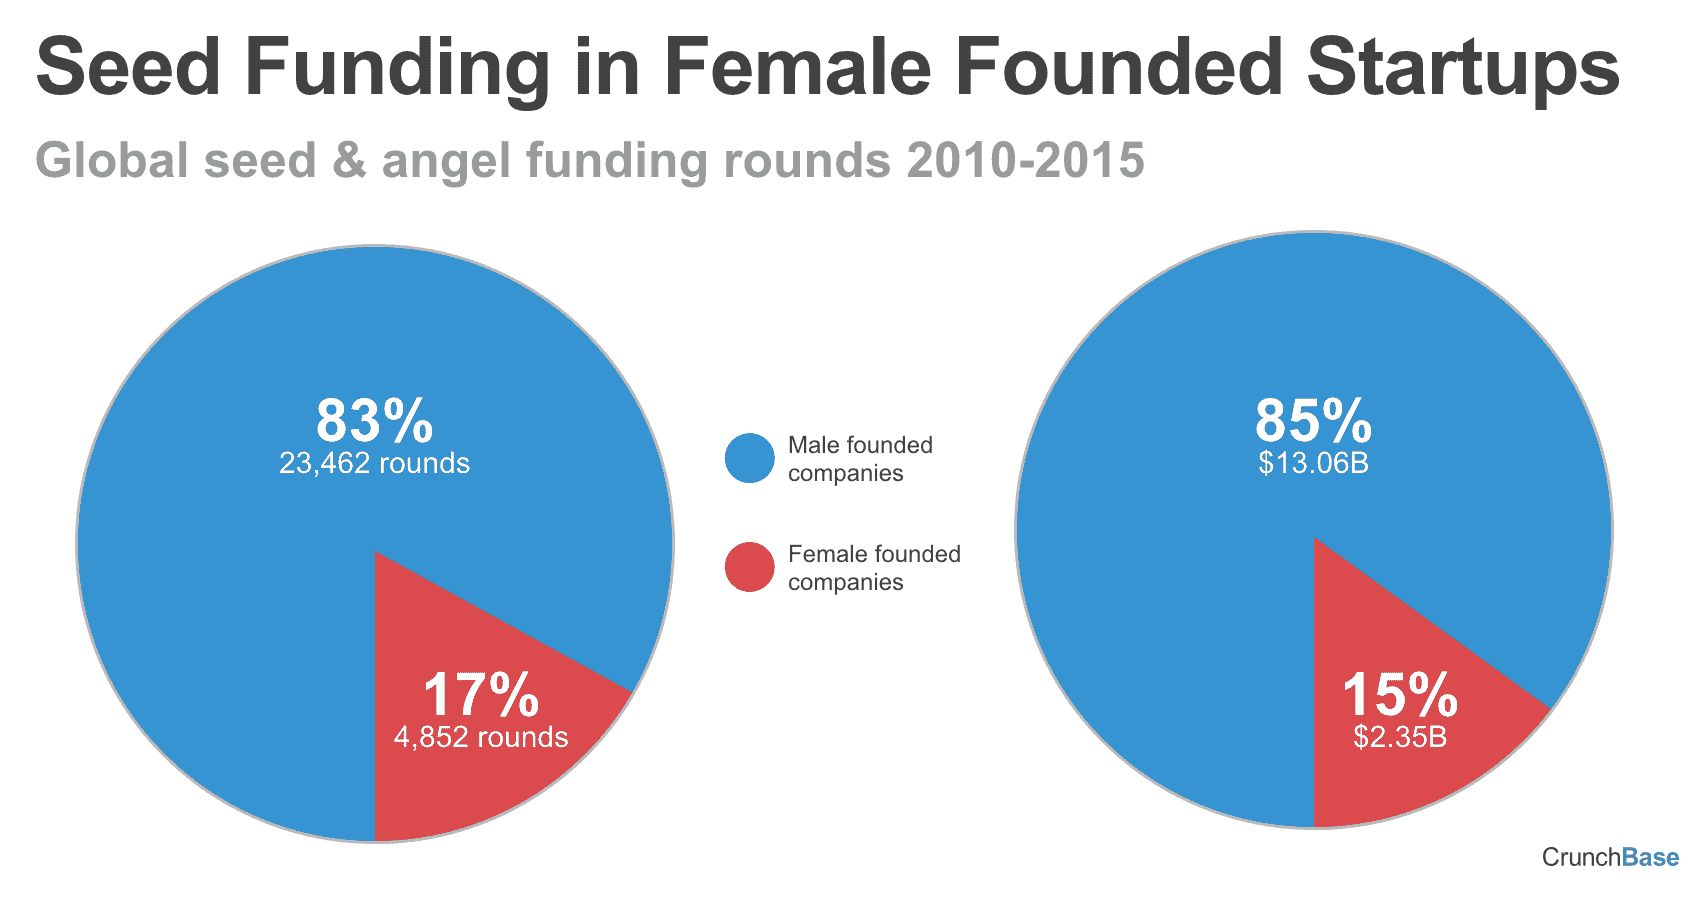 Seed Funding in Female Founded Startups
Global seed & angel funding rounds 2010-2015
83%
23,462 rounds
17%
4,852 rounds
Male founded
companies
Female founded
companies
85%
$13.06B
15%
$2.35B
CrunchBase